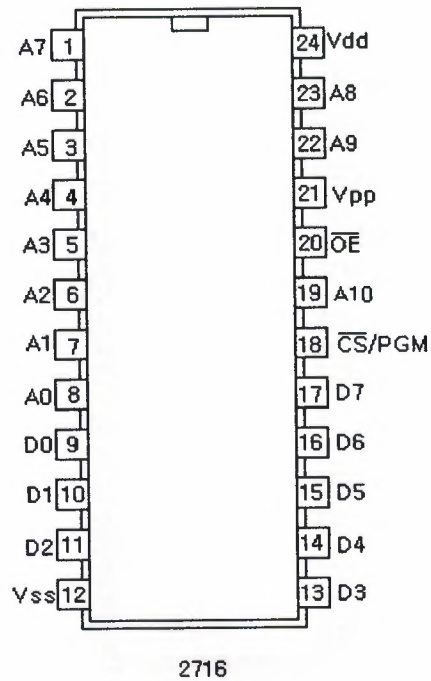 A7 1 24 Vdd
A6 2 23 A8
A5 3 22 A9
A4 4 21 Vpp
A3 5 20 O̅E̅
A2 6 19 A10
A1 7 18 C̅S̅/PGM
A0 8 17 D7
D0 9 16 D6
D1 10 15 D5
D2 11 14 D4
Vss 12 13 D3
2716